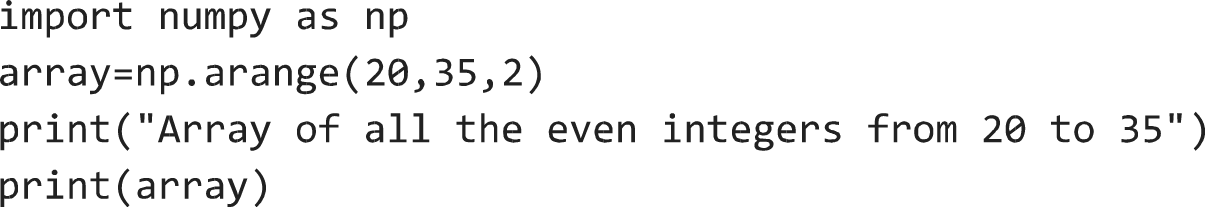 import numpy as np
array=np.arange(20,35,2)
print("Array of all the even integers from 20 to 35")
print(array)